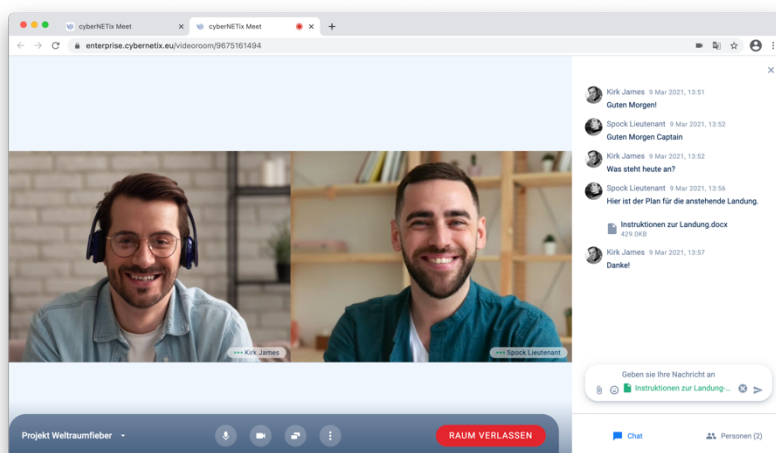 cyberNETix Meet
cyberNETix Meet
enterprise.cybernetix.eu/videoroom/9675161494
Kirk James 9 Mar 2021, 13:51
Guten Morgen!
Spock Lieutenant 9 Mar 2021, 13:52
Guten Morgen Captain
Kirk James 9 Mar 2021, 13:52
Was steht heute an?
Spock Lieutenant 9 Mar 2021, 13:56
Hier ist der Plan für die anstehende Landung.
Instruktionen zur Landung.docx
429.0KB
Kirk James 9 Mar 2021, 13:57
Danke!
Kirk James
Spock Lieutenant
Geben sie Ihre Nachricht an
Instruktionen zur Landung-...
Projekt Weltraumfieber
RAUM VERLASSEN
Chat
Personen (2)